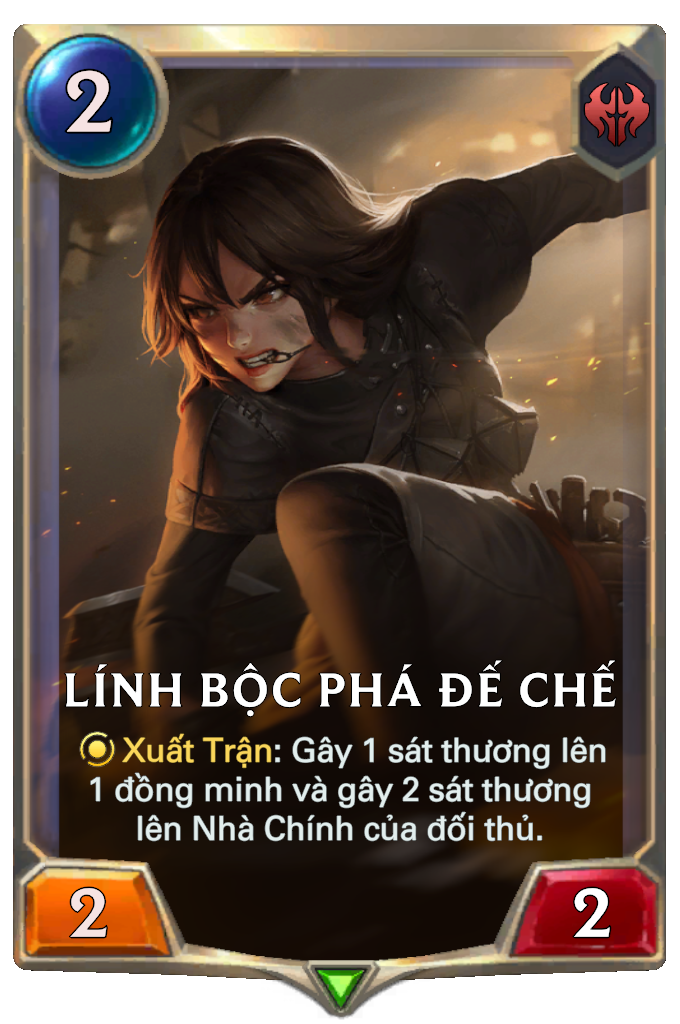 2
LÍNH BỘC PHÁ ĐẾ CHẾ
Xuất Trận: Gây 1 sát thương lên
1 đồng minh và gây 2 sát thương
lên Nhà Chính của đối thủ.
2
2